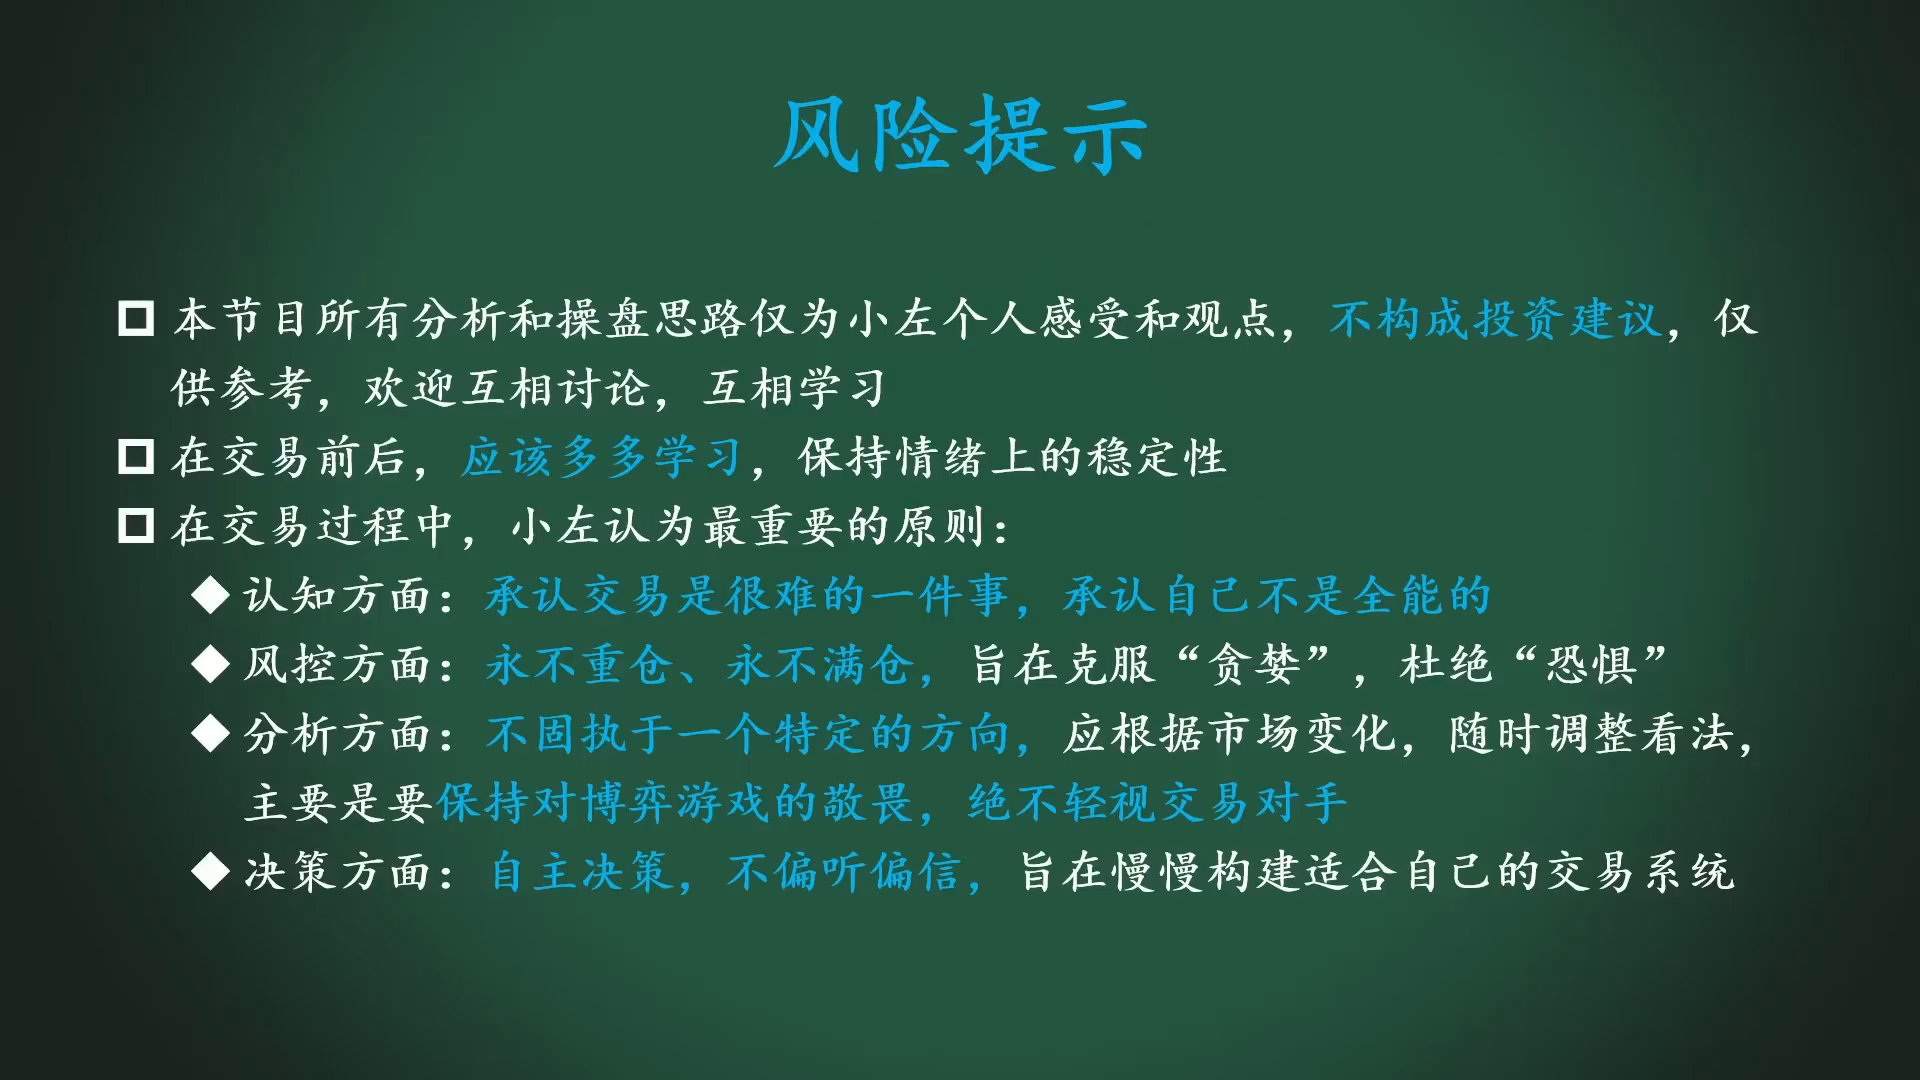 风险提示
本节目所有分析和操盘思路仅为小左个人感受和观点，不构成投资建议，仅
供参考，欢迎互相讨论，互相学习
在交易前后，应该多多学习，保持情绪上的稳定性
在交易过程中，小左认为最重要的原则：
认知方面：承认交易是很难的一件事，承认自己不是全能的
风控方面：永不重仓、永不满仓，旨在克服“贪婪”，杜绝“恐惧”
分析方面：不固执于一个特定的方向，应根据市场变化，随时调整看法，
主要是要保持对博弈游戏的敬畏，绝不轻视交易对手
决策方面：自主决策，不偏听偏信，旨在慢慢构建适合自己的交易系统